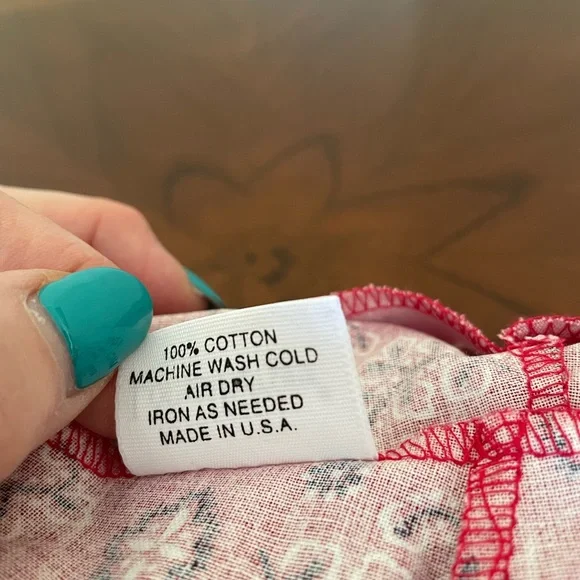 100% COTTON
MACHINE WASH COLD
AIR DRY
IRON AS NEEDED
MADE IN U.S.A.